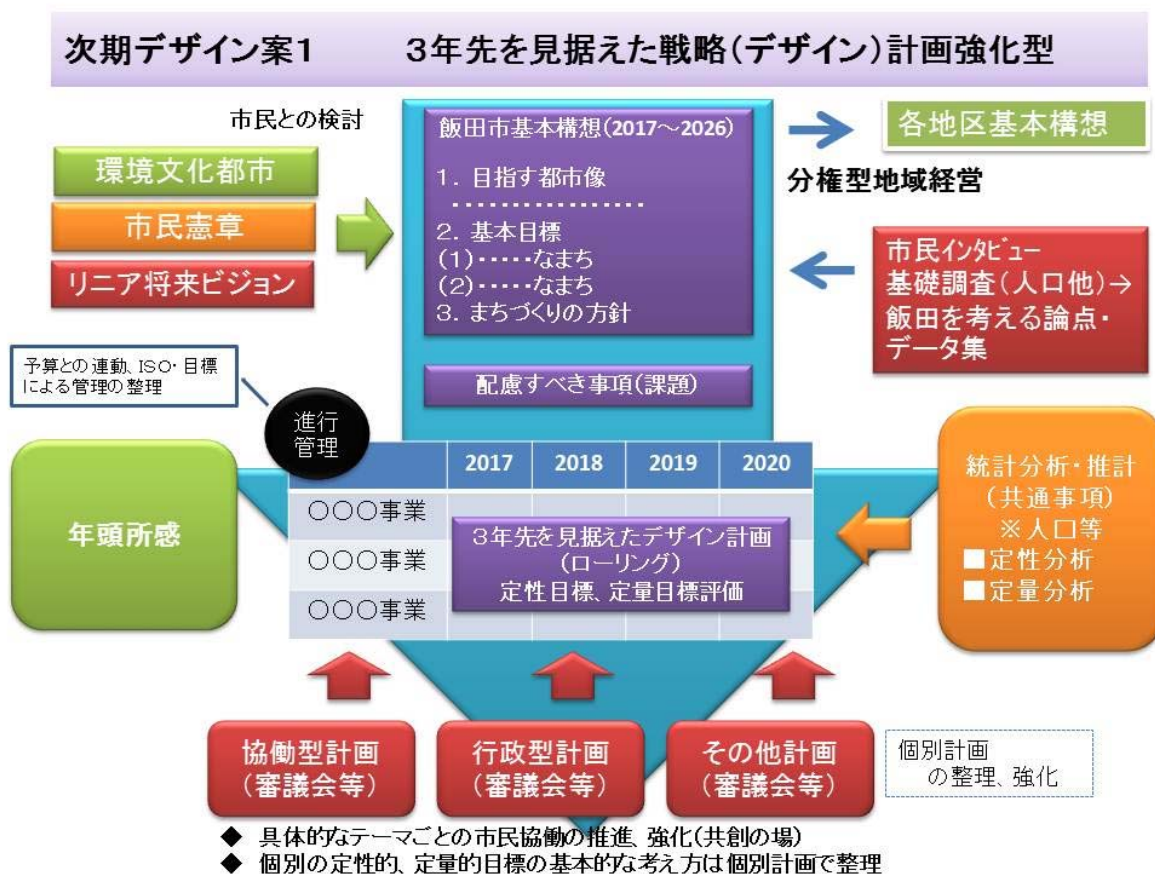 次期デザイン案1　３年先を見据えた戦略(デザイン)計画強化型
市民との検討
環境文化都市
市民憲章
リニア将来ビジョン
飯田市基本構想(2017～2026)
1．目指す都市像
・・・・・・・・・・・・・・・・・
2．基本目標
(1)・・・・・なまち
(2)・・・・・なまち
3．まちづくりの方針
配慮すべき事項(課題)
各地区基本構想
分権型地域経営
市民インタビュー
基礎調査(人口他)→
飯田を考える論点・
データ集
予算との連動、ISO・目標
による管理の整理
進行
管理
年頭所感
2017 2018 2019 2020
〇〇〇事業
〇〇〇事業
〇〇〇事業
３年先を見据えたデザイン計画
(ローリング)
定性目標、定量目標評価
統計分析・推計
(共通事項)
※人口等
■定性分析
■定量分析
協働型計画
(審議会等)
行政型計画
(審議会等)
その他計画
(審議会等)
個別計画
の整理、強化
◆ 具体的なテーマごとの市民協働の推進、強化(共創の場)
◆ 個別の定性的、定量的目標の基本的な考え方は個別計画で整理